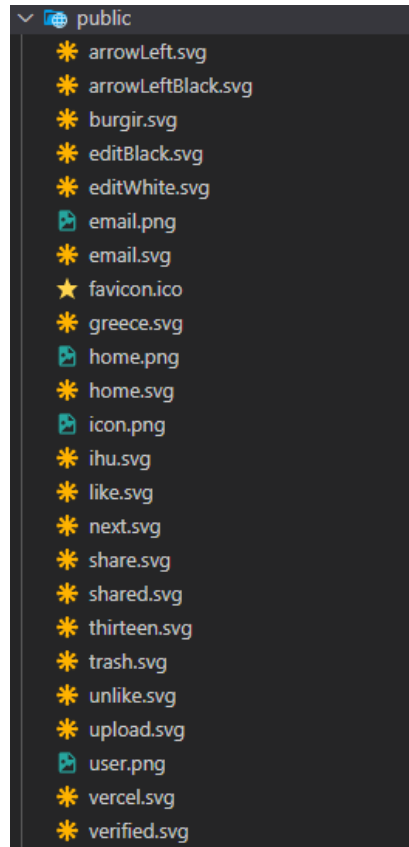 public
arrowLeft.svg
arrowLeftBlack.svg
burgir.svg
editBlack.svg
editWhite.svg
email.png
email.svg
favicon.ico
greece.svg
home.png
home.svg
icon.png
ihu.svg
like.svg
next.svg
share.svg
shared.svg
thirteen.svg
trash.svg
unlike.svg
upload.svg
user.png
vercel.svg
verified.svg